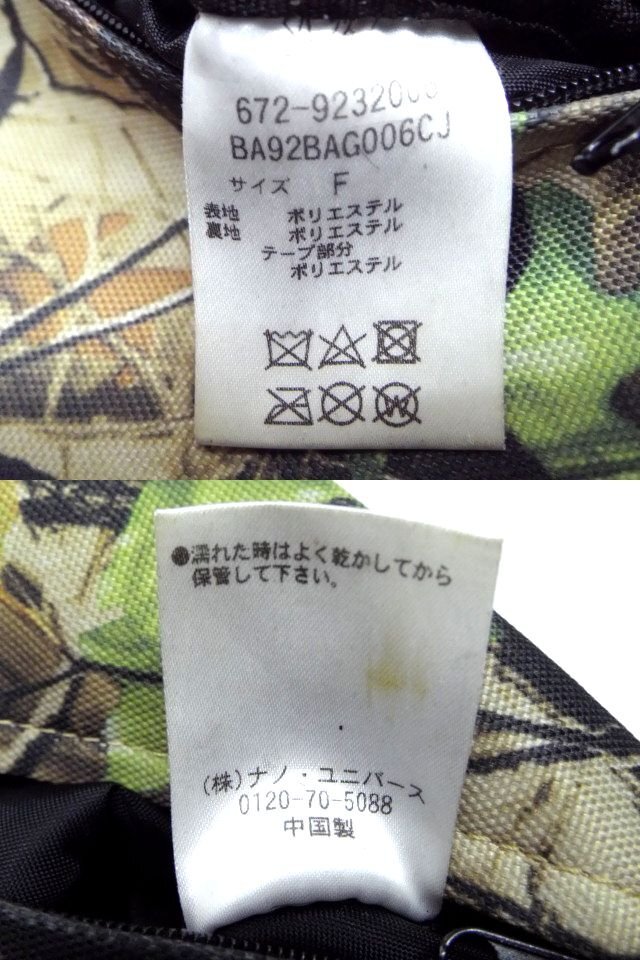 BA92BAG006CJ
サイズ F
表地 ポリエステル
裏地 ポリエステル
テープ部分
ポリエステル
W
●濡れた時はよく乾かしてから
保管して下さい。
(株)ナノ・ユニバース
0120-70-5088
中国製